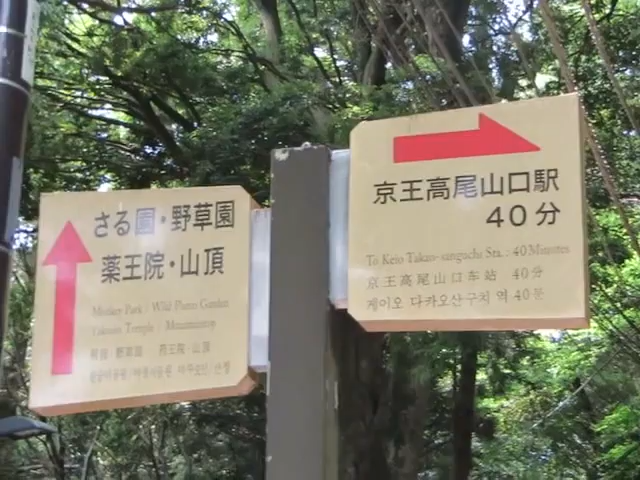 さる園・野草園
薬王院・山頂
Monkey Park / Wild Plants Garden
Yakuoin Temple / Mountaintop
京王高尾山口駅
40分
To Keio Takao-sanguchi Sta. : 40 Minutes
京王高尾山口车站 40分
게이오 다카오산구치 역 40분